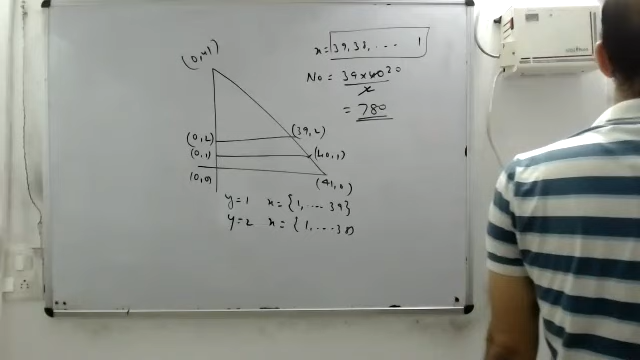 (0,41)
x = 39, 38, .... 1
No = 39×40 20
2
= 780
(0,2) (39,2)
(0,1) (40,1)
(0,0) (41,0)
y=1 x = {1, ---- 39}
y=2 x = {1, ---- 38}